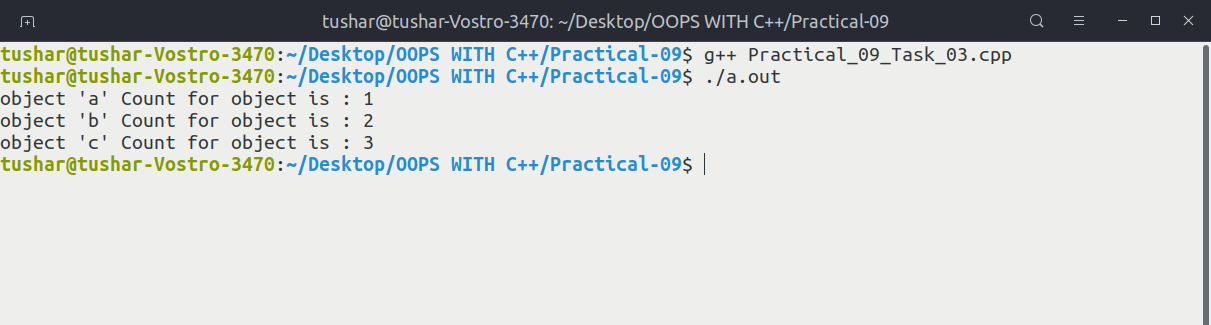 tushar@tushar-Vostro-3470: ~/Desktop/OOPS WITH C++/Practical-09
tushar@tushar-Vostro-3470:~/Desktop/OOPS WITH C++/Practical-09$ g++ Practical_09_Task_03.cpp
tushar@tushar-Vostro-3470:~/Desktop/OOPS WITH C++/Practical-09$ ./a.out
object 'a' Count for object is : 1
object 'b' Count for object is : 2
object 'c' Count for object is : 3
tushar@tushar-Vostro-3470:~/Desktop/OOPS WITH C++/Practical-09$